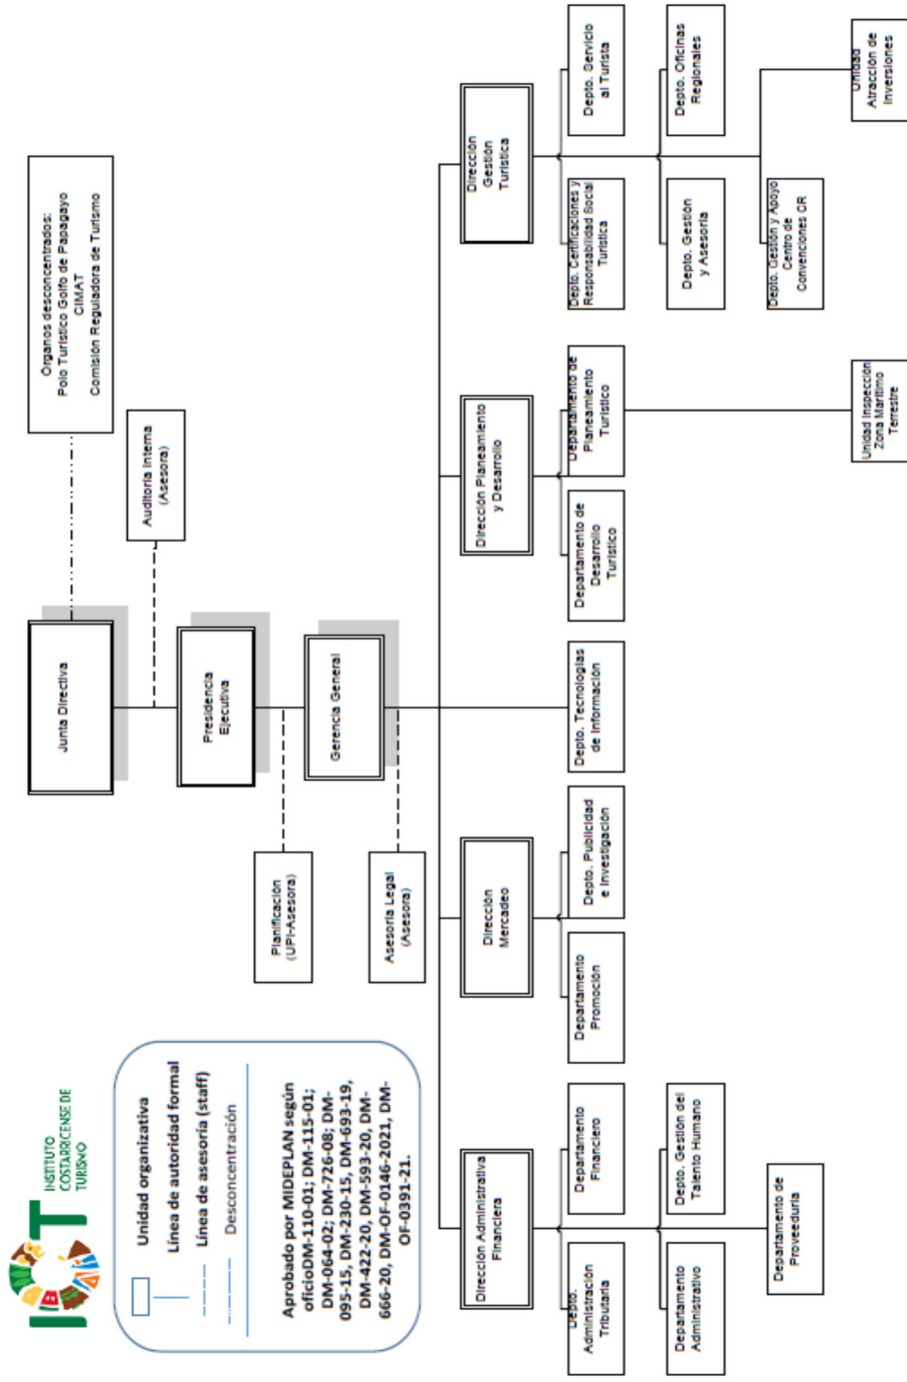 ICT
INSTITUTO
COSTARRICENSE DE
TURISMO
Unidad organizativa
Línea de autoridad formal
Línea de asesoría (staff)
Desconcentración
Aprobado por MIDEPLAN según
oficioDM-110-01; DM-115-01;
DM-064-02; DM-726-08; DM-
095-15, DM-230-15, DM-693-19,
DM-422-20, DM-593-20, DM-
666-20, DM-OF-0146-2021, DM-
OF-0391-21.
Junta Directiva
Órganos desconcentrados:
Polo Turístico Golfo de Papagayo
CIMAT
Comisión Reguladora de Turismo
Auditoría Interna
(Asesora)
Presidencia
Ejecutiva
Planificación
(UPI-Asesora)
Gerencia General
Asesoría Legal
(Asesora)
Dirección Administrativa
Financiera
Dirección
Mercadeo
Dirección Planeamiento
y Desarrollo
Dirección
Gestión
Turística
Depto.
Administración
Tributaria
Departamento
Financiero
Departamento
Promoción
Depto. Publicidad
e Investigación
Depto. Tecnologías
de Información
Departamento de
Desarrollo
Turístico
Departamento de
Planeamiento
Turístico
Depto. Certificaciones y
Responsabilidad Social
Turística
Depto. Servicio
al Turista
Departamento
Administrativo
Depto. Gestión del
Talento Humano
Depto. Gestión
y Asesoría
Depto. Oficinas
Regionales
Departamento de
Proveeduría
Depto. Gestión y Apoyo
Centro de
Convenciones CR
Unidad Inspección
Zona Marítimo
Terrestre
Unidad
Atracción de
Inversiones